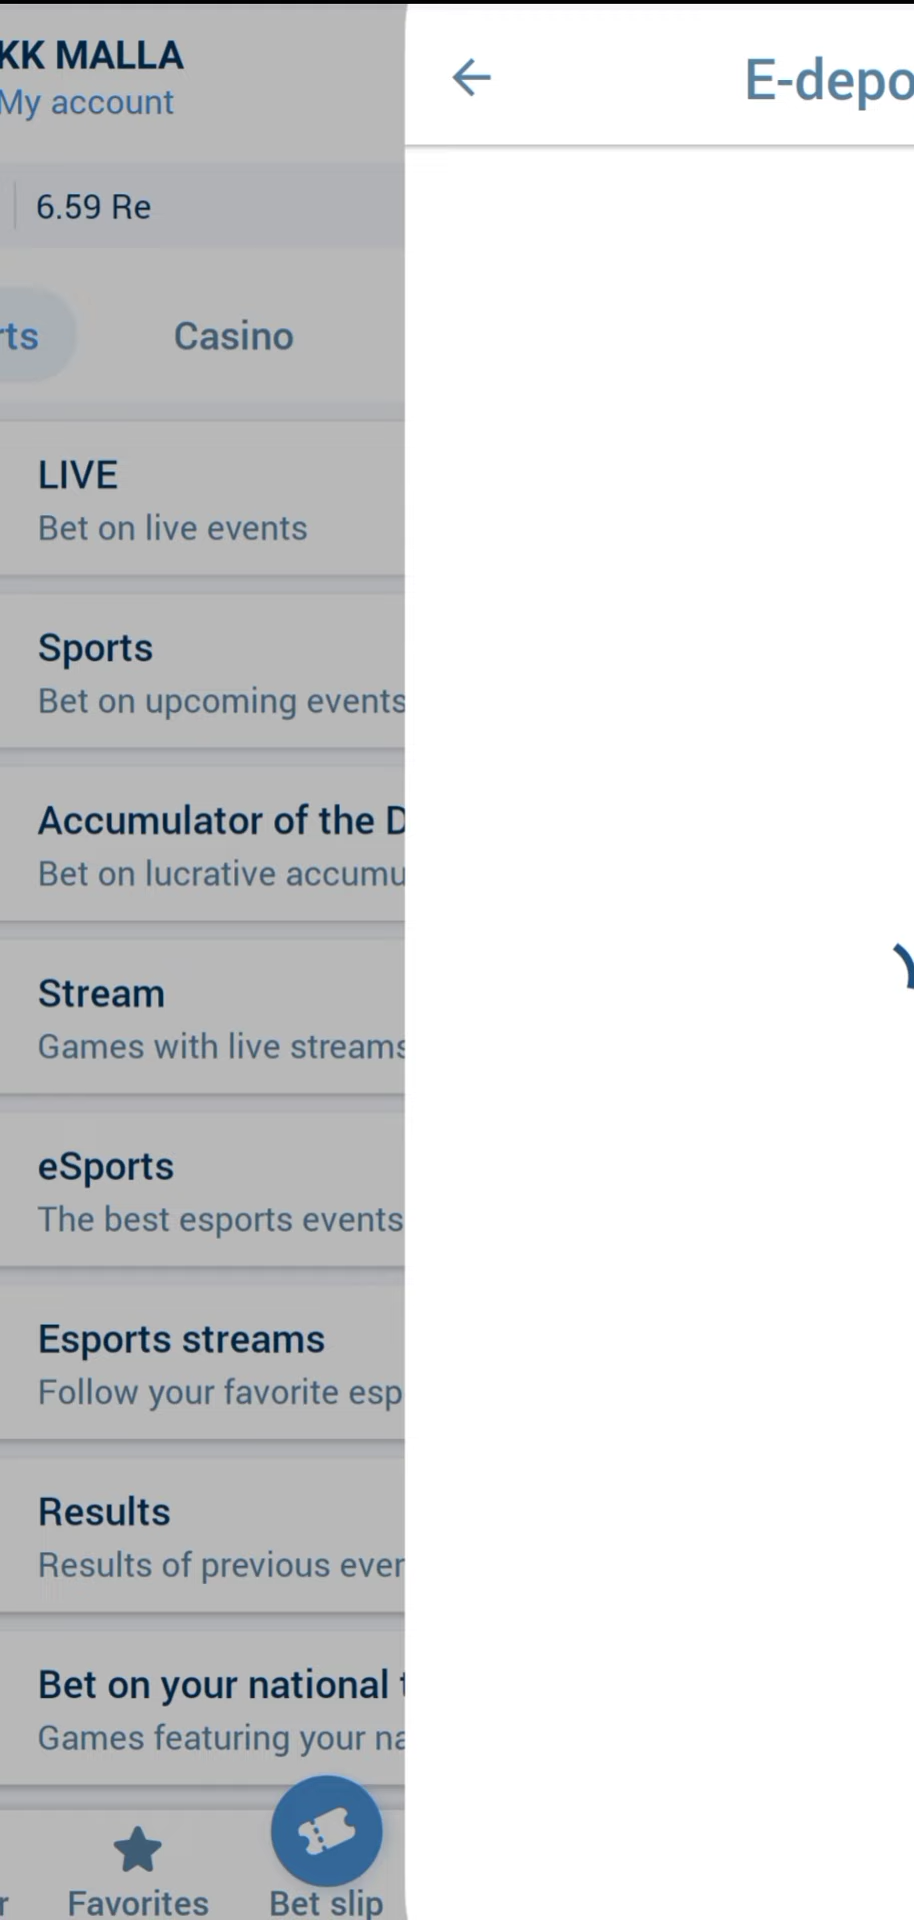 KK MALLA
My account
E-depo
6.59 Re
rts
Casino
LIVE
Bet on live events
Sports
Bet on upcoming events
Accumulator of the D
Bet on lucrative accumu
Stream
Games with live streams
eSports
The best esports events
Esports streams
Follow your favorite esp
Results
Results of previous ever
Bet on your national t
Games featuring your na
r
Favorites
Bet slip